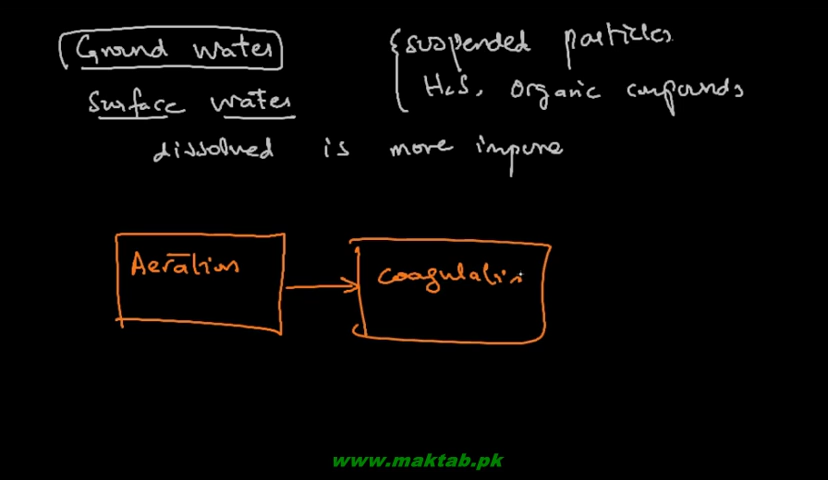 Ground water
{suspended particles
Surface water
H2S, organic compounds
dissolved is more impure
Aeration
Coagulation
www.maktab.pk